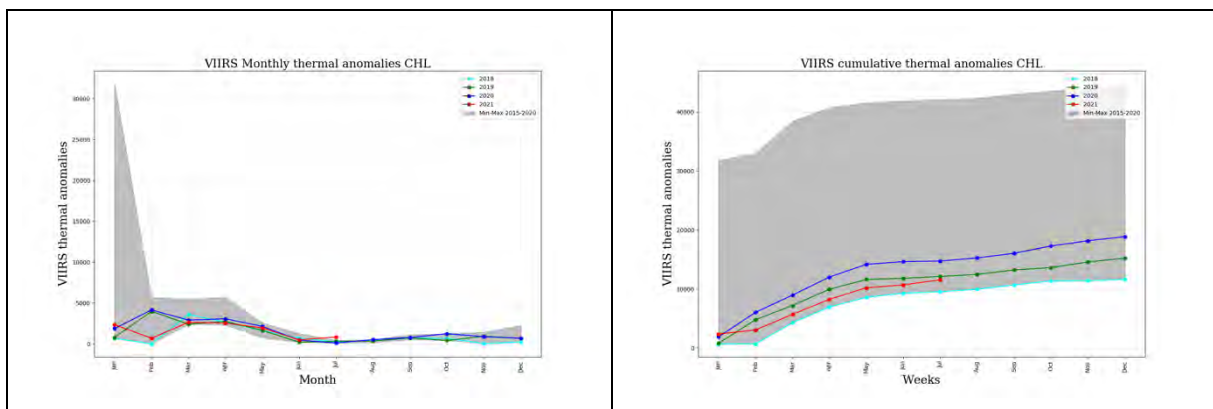 VIIRS Monthly thermal anomalies CHL
2018
2019
2020
2021
Min-Max 2015-2020
VIIRS thermal anomalies
30000
25000
20000
15000
10000
5000
0
Jan
Feb
Mar
Apr
May
Jun
Jul
Aug
Sep
Oct
Nov
Dec
Month
VIIRS cumulative thermal anomalies CHL
2018
2019
2020
2021
Min-Max 2015-2020
VIIRS thermal anomalies
40000
30000
20000
10000
0
Jan
Feb
Mar
Apr
May
Jun
Jul
Aug
Sep
Oct
Nov
Dec
Weeks